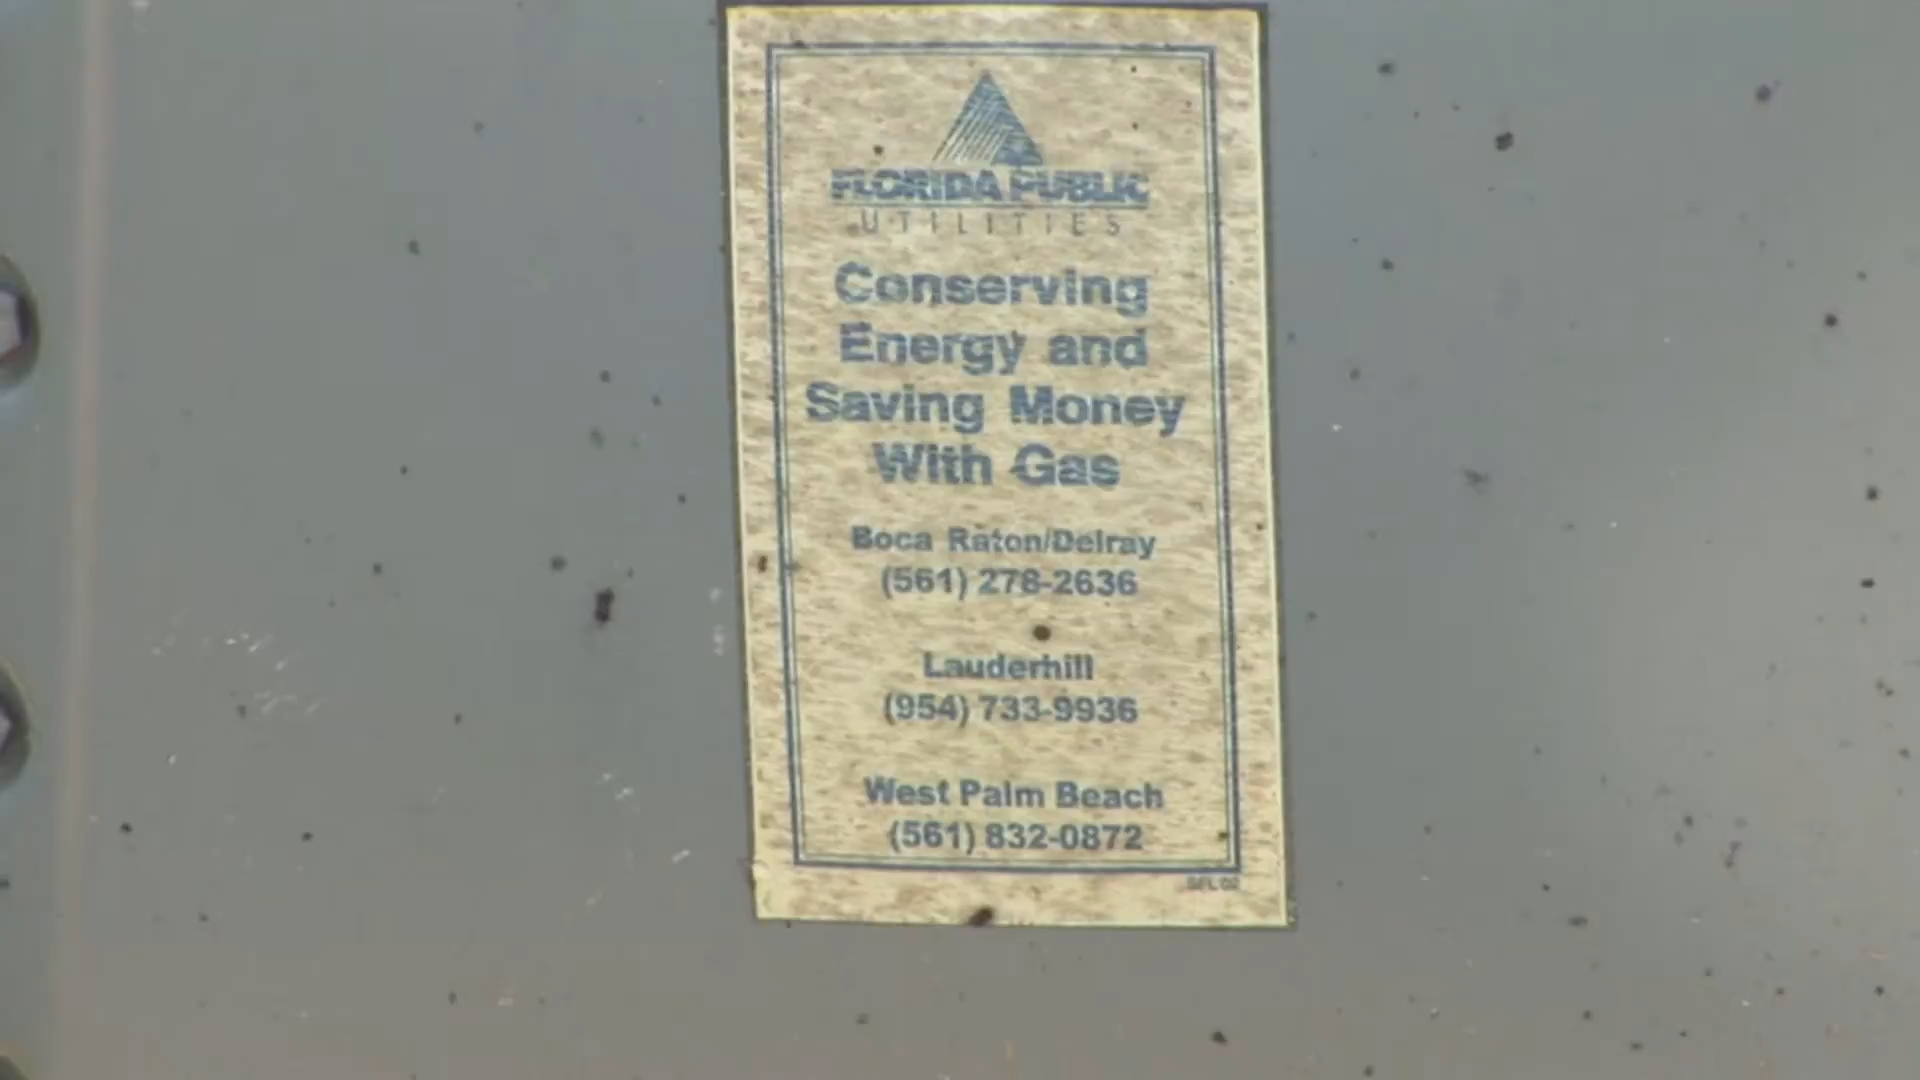 FLORIDA PUBLIC
UTILITIES
Conserving
Energy and
Saving Money
With Gas
Boca Raton/Delray
(561) 278-2636
Lauderhill
(954) 733-9936
West Palm Beach
(561) 832-0872